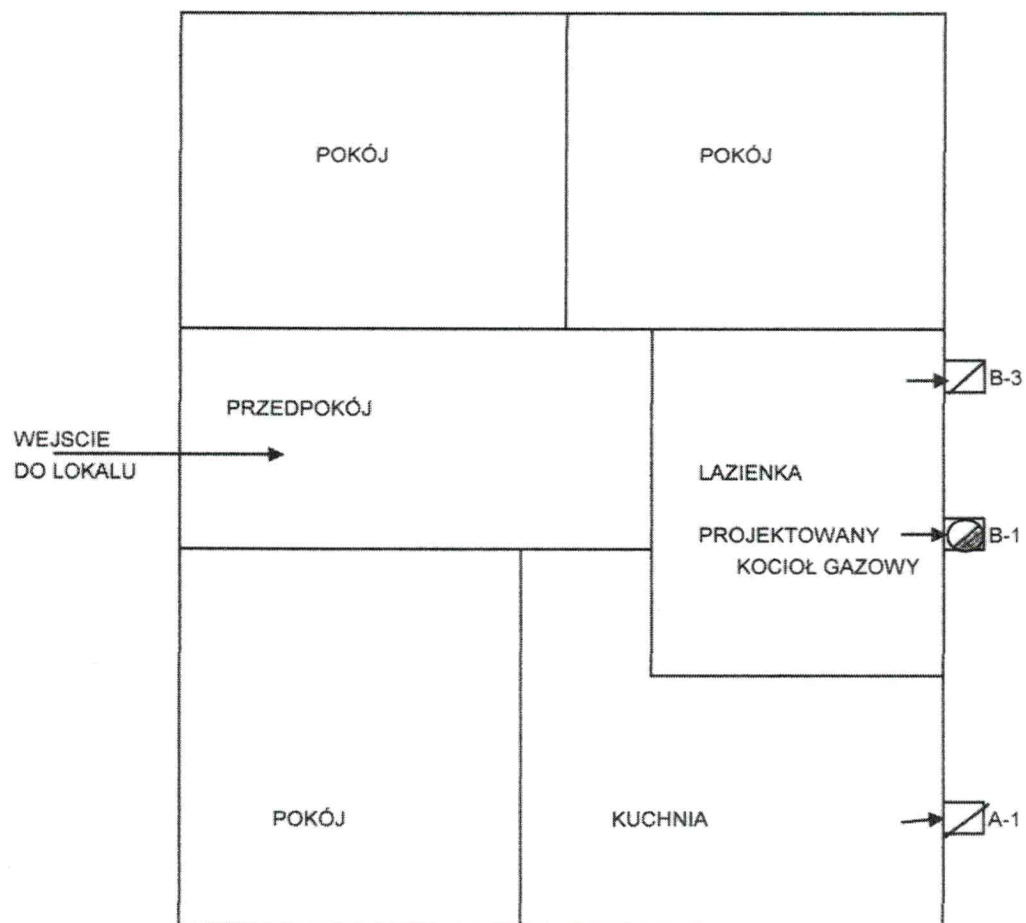 POKÓJ
POKÓJ
PRZEDPOKÓJ
WEJSCIE
DO LOKALU
B-3
LAZIENKA
PROJEKTOWANY
KOCIOŁ GAZOWY
B-1
POKÓJ
KUCHNIA
A-1